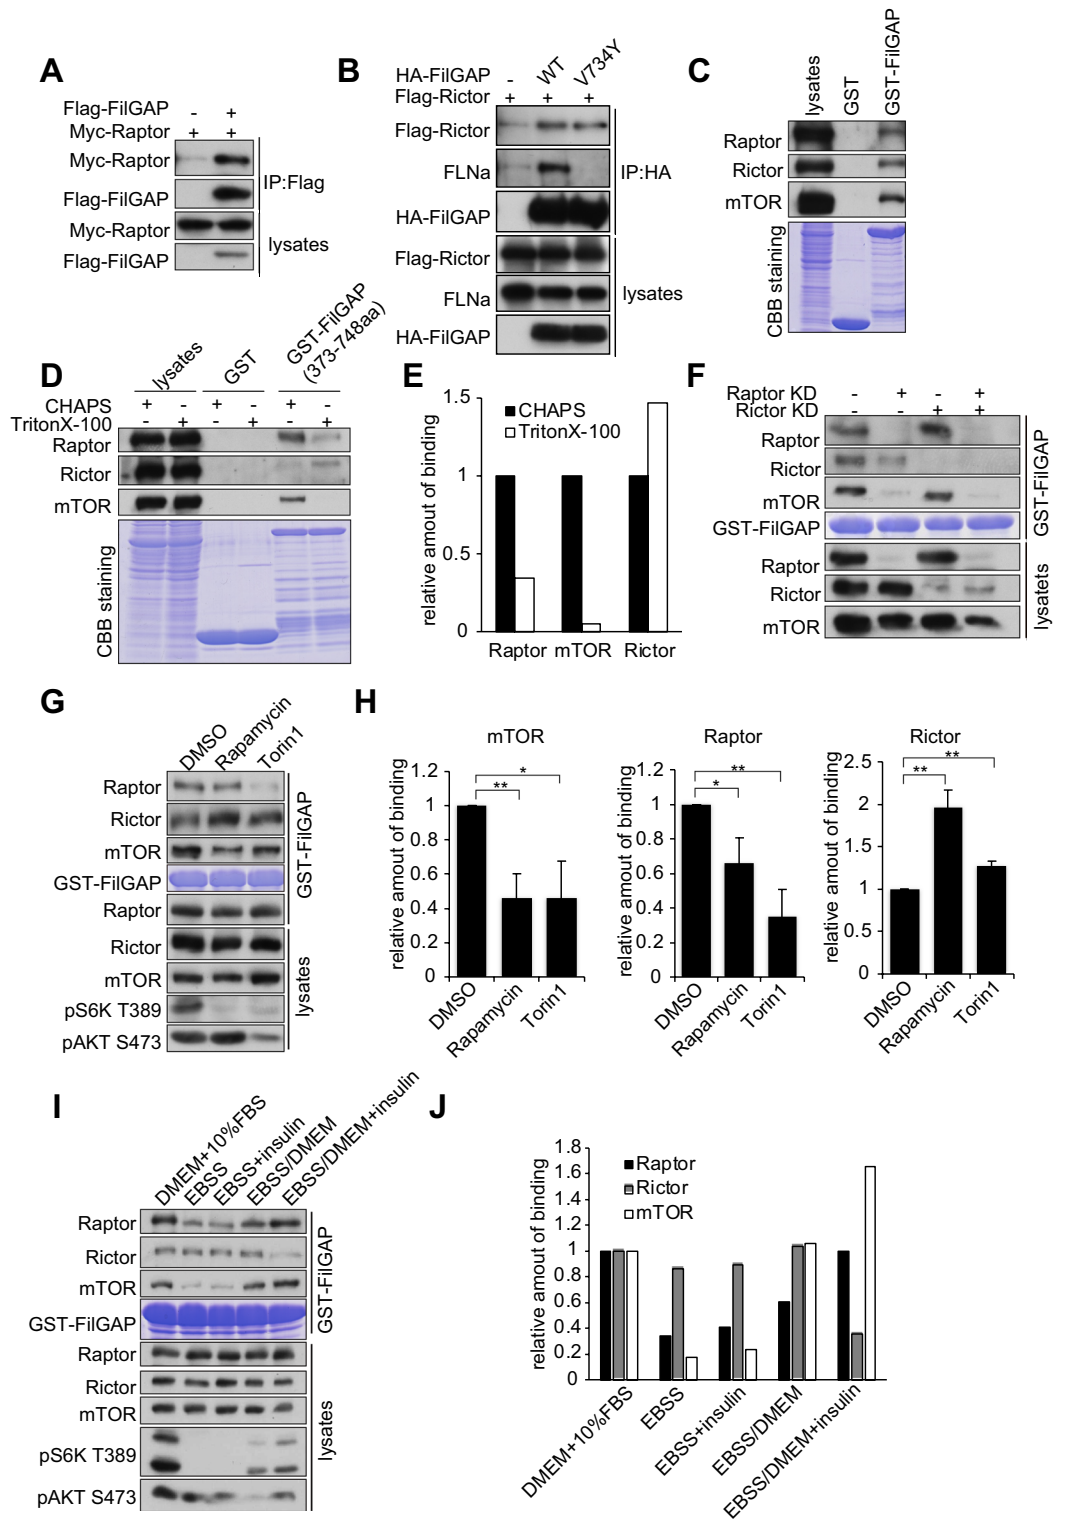 A
Flag-FilGAP - +
Myc-Raptor + +
Myc-Raptor
Flag-FilGAP
IP:Flag
Myc-Raptor
Flag-FilGAP
lysates
B
HA-FilGAP - WT V734Y
Flag-Rictor + + +
Flag-Rictor
FLNa
HA-FilGAP
IP:HA
Flag-Rictor
FLNa
HA-FilGAP
lysates
C
lysates GST GST-FilGAP
Raptor
Rictor
mTOR
CBB staining
D
lysates GST GST-FilGAP (373-748aa)
CHAPS + - + - + -
TritonX-100 - + - + - +
Raptor
Rictor
mTOR
CBB staining
E
relative amout of binding
1.5
1
0.5
0
CHAPS
TritonX-100
Raptor mTOR Rictor
F
Raptor KD - + - +
Rictor KD - - + +
Raptor
Rictor
mTOR
GST-FilGAP
GST-FilGAP
Raptor
Rictor
mTOR
lysatets
G
DMSO Rapamycin Torin1
Raptor
Rictor
mTOR
GST-FilGAP
Raptor
GST-FilGAP
Rictor
mTOR
pS6K T389
pAKT S473
lysates
H
mTOR
relative amout of binding
1.2
1
0.8
0.6
0.4
0.2
0
*
**
DMSO Rapamycin Torin1
Raptor
relative amout of binding
1.2
1
0.8
0.6
0.4
0.2
0
**
*
DMSO Rapamycin Torin1
Rictor
relative amout of binding
2.5
2
1.5
1
0.5
0
**
**
DMSO Rapamycin Torin1
I
DMEM+10%FBS EBSS EBSS+insulin EBSS/DMEM EBSS/DMEM+insulin
Raptor
Rictor
mTOR
GST-FilGAP
GST-FilGAP
Raptor
Rictor
mTOR
pS6K T389
pAKT S473
lysates
J
relative amout of binding
1.8
1.6
1.4
1.2
1
0.8
0.6
0.4
0.2
0
Raptor
Rictor
mTOR
DMEM+10%FBS EBSS EBSS+insulin EBSS/DMEM EBSS/DMEM+insulin